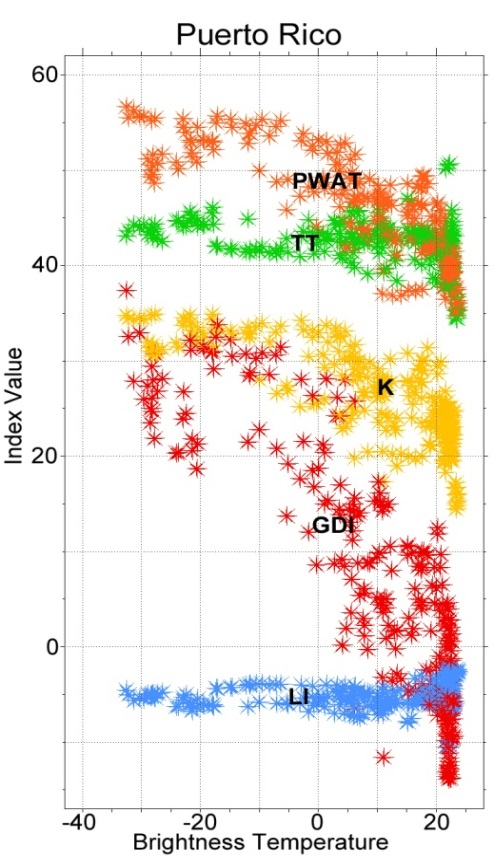 Puerto Rico
60
PWAT
TT
40
K
Index Value
20
GDI
0
LI
-40 -20 0 20
Brightness Temperature